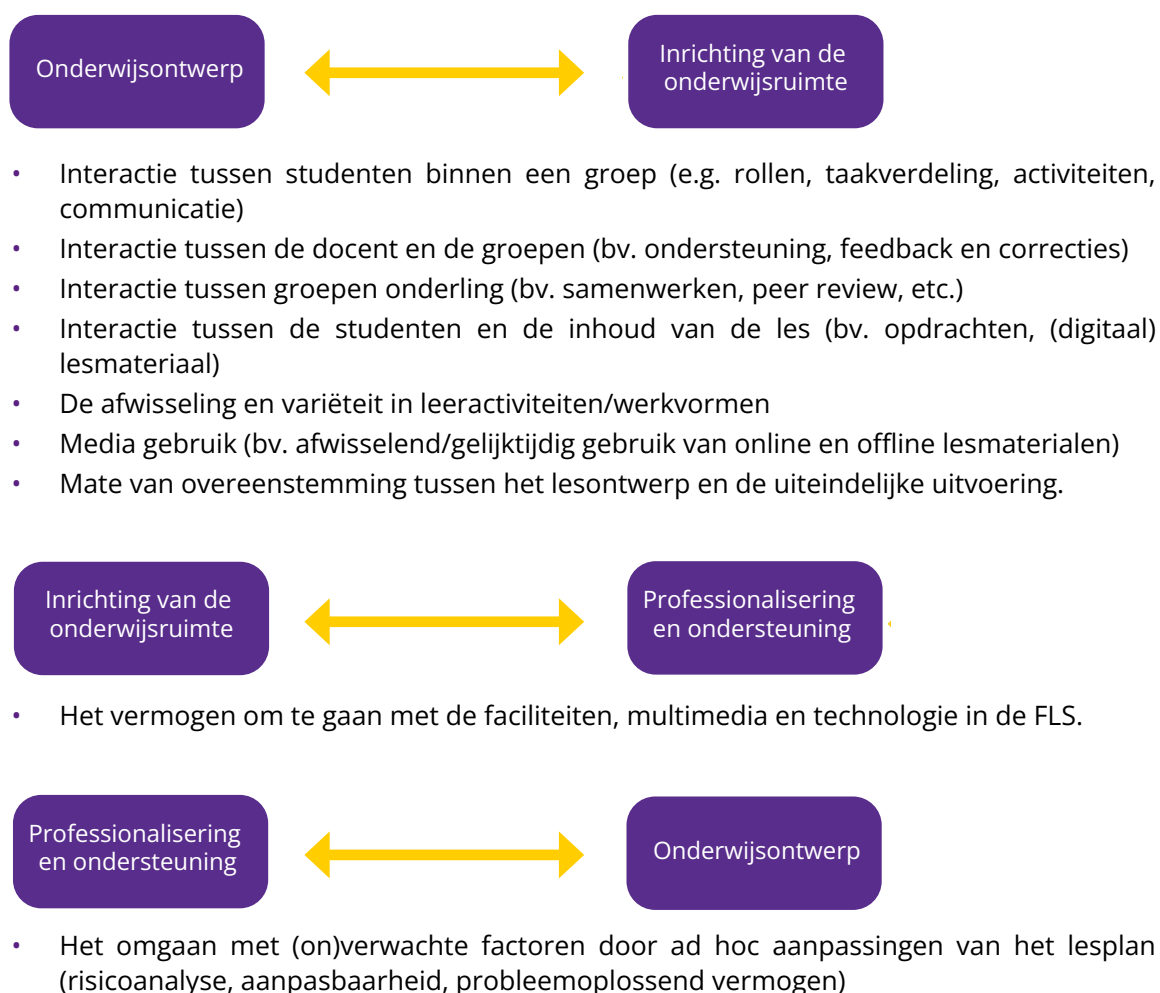 Onderwijsontwerp
Inrichting van de
onderwijsruimte
• Interactie tussen studenten binnen een groep (e.g. rollen, taakverdeling, activiteiten,
communicatie)
• Interactie tussen de docent en de groepen (bv. ondersteuning, feedback en correcties)
• Interactie tussen groepen onderling (bv. samenwerken, peer review, etc.)
• Interactie tussen de studenten en de inhoud van de les (bv. opdrachten, (digitaal)
lesmateriaal)
• De afwisseling en variëteit in leeractiviteiten/werkvormen
• Media gebruik (bv. afwisselend/gelijktijdig gebruik van online en offline lesmaterialen)
• Mate van overeenstemming tussen het lesontwerp en de uiteindelijke uitvoering.
Inrichting van de
onderwijsruimte
Professionalisering
en ondersteuning
• Het vermogen om te gaan met de faciliteiten, multimedia en technologie in de FLS.
Professionalisering
en ondersteuning
Onderwijsontwerp
• Het omgaan met (on)verwachte factoren door ad hoc aanpassingen van het lesplan
(risicoanalyse, aanpasbaarheid, probleemoplossend vermogen)